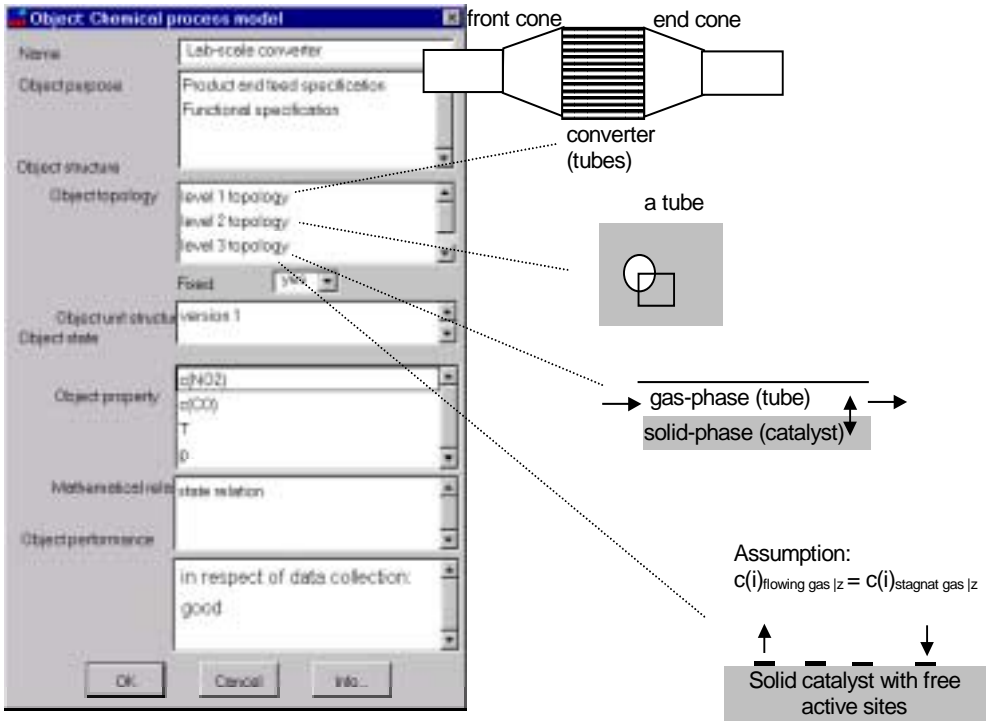 Object: Chemical process model
Name
Lab-scale converter
Object purpose
Product and feed specification
Functional specification
Object structure
Object topology
level 1 topology
level 2 topology
level 3 topology
Fixed
yes
Object unit structu
version 1
Object state
Object property
c(NO2)
c(CO)
T
p
Mathematical rela
state relation
Object performance
in respect of data collection:
good
OK
Cancel
Info...
front cone
end cone
converter
(tubes)
a tube
gas-phase (tube)
solid-phase (catalyst)
Assumption:
c(i)flowing gas |z = c(i)stagnat gas |z
Solid catalyst with free
active sites